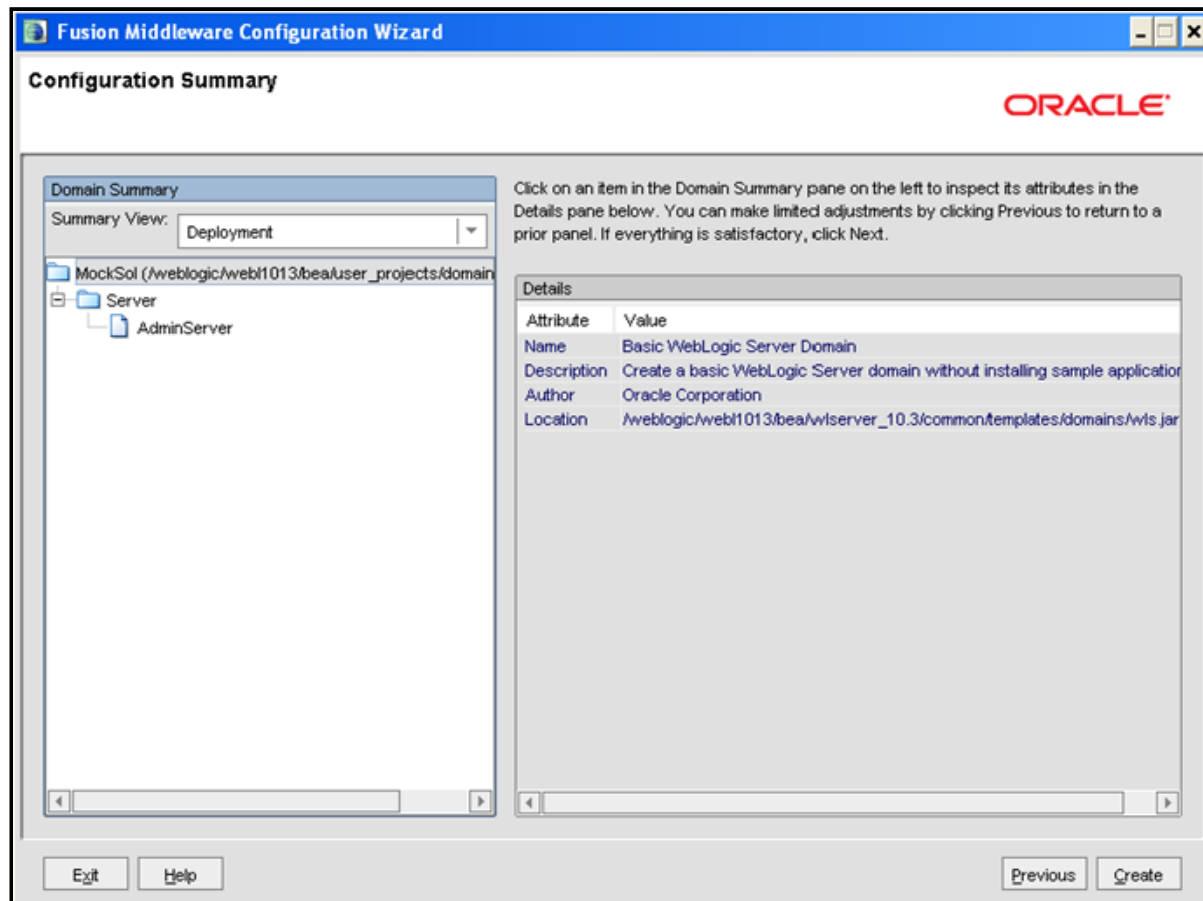 Fusion Middleware Configuration Wizard
Configuration Summary
ORACLE
Domain Summary
Summary View:
Deployment
MockSol (/weblogic/webl1013/bea/user_projects/domain
Server
AdminServer
Click on an item in the Domain Summary pane on the left to inspect its attributes in the
Details pane below. You can make limited adjustments by clicking Previous to return to a
prior panel. If everything is satisfactory, click Next.
Details
Attribute Value
Name Basic WebLogic Server Domain
Description Create a basic WebLogic Server domain without installing sample application
Author Oracle Corporation
Location /weblogic/webl1013/bea/wlserver_10.3/common/templates/domains/wls.jar
Exit Help Previous Create